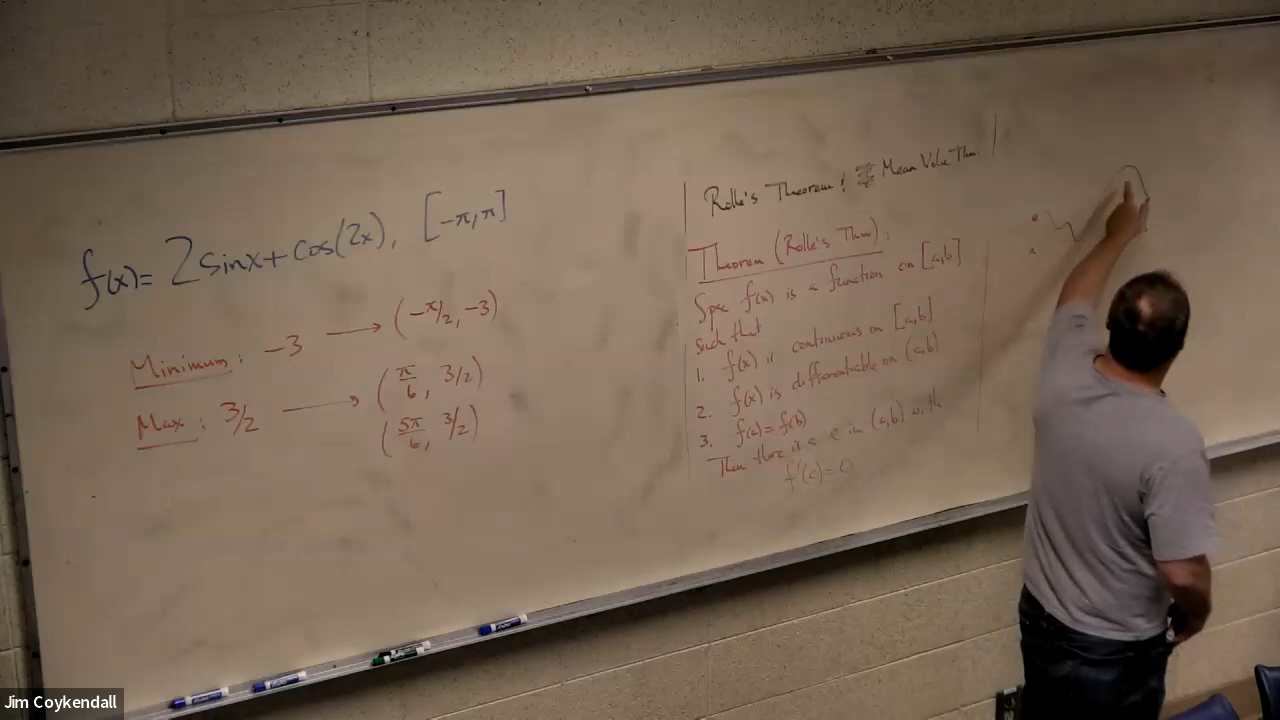 f(x)= 2 sinx + cos(2x), [-π, π]
Minimum: -3 → (-π/2, -3)
Max: 3/2 → (π/6, 3/2)
(5π/6, 3/2)
Rolle's Theorem & Mean Value Thm.
Theorem (Rolle's Thm):
Spse f(x) is a function on [a,b]
such that
1. f(x) is continuous on [a,b]
2. f(x) is differentiable on (a,b)
3. f(a) = f(b)
Then there is a c in (a,b) with
f'(c)=0
a
Jim Coykendall